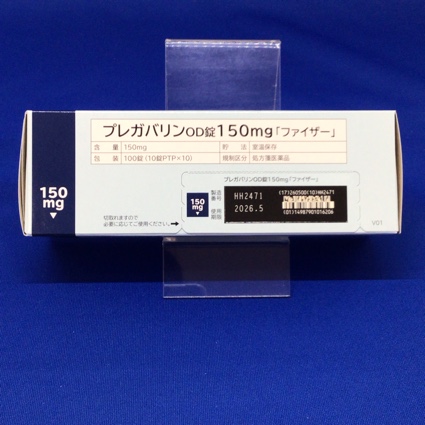 プレガバリンOD錠150mg「ファイザー」
含 量 150mg 貯 法 室温保存
包 装 100錠 (10錠PTP×10) 規制区分 処方箋医薬品
150 mg
プレガバリンOD錠150mg「ファイザー」
150 mg
製造番号 HH2471
使用期限 2026.5
(17)260500(10)HH2471
(01)14987901016206
切取れますので
必要に応じてご使用ください。
V01